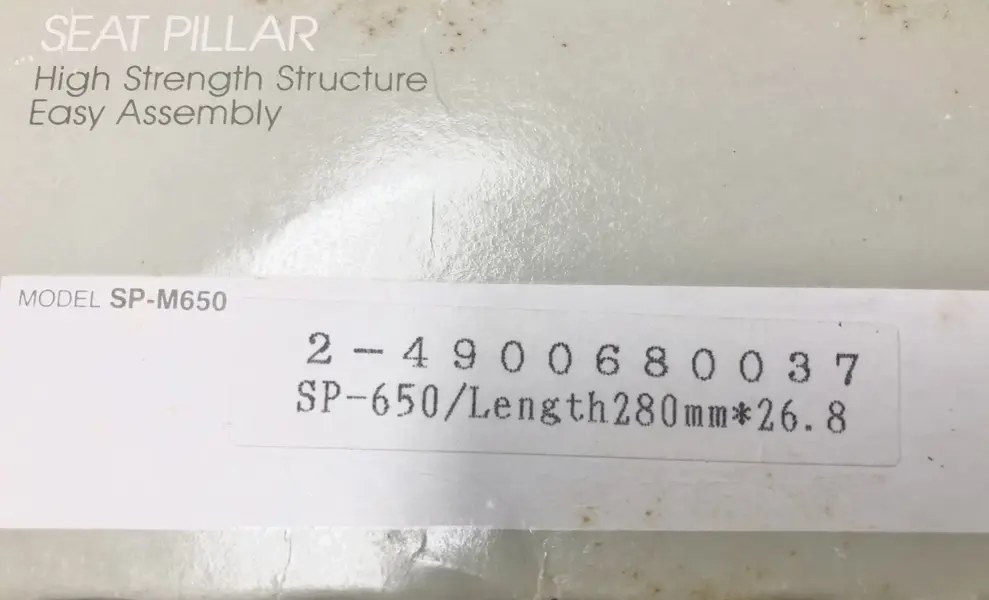 SEAT PILLAR
High Strength Structure
Easy Assembly
MODEL SP-M650
2-4900680037
SP-650/Length280mm*26.8